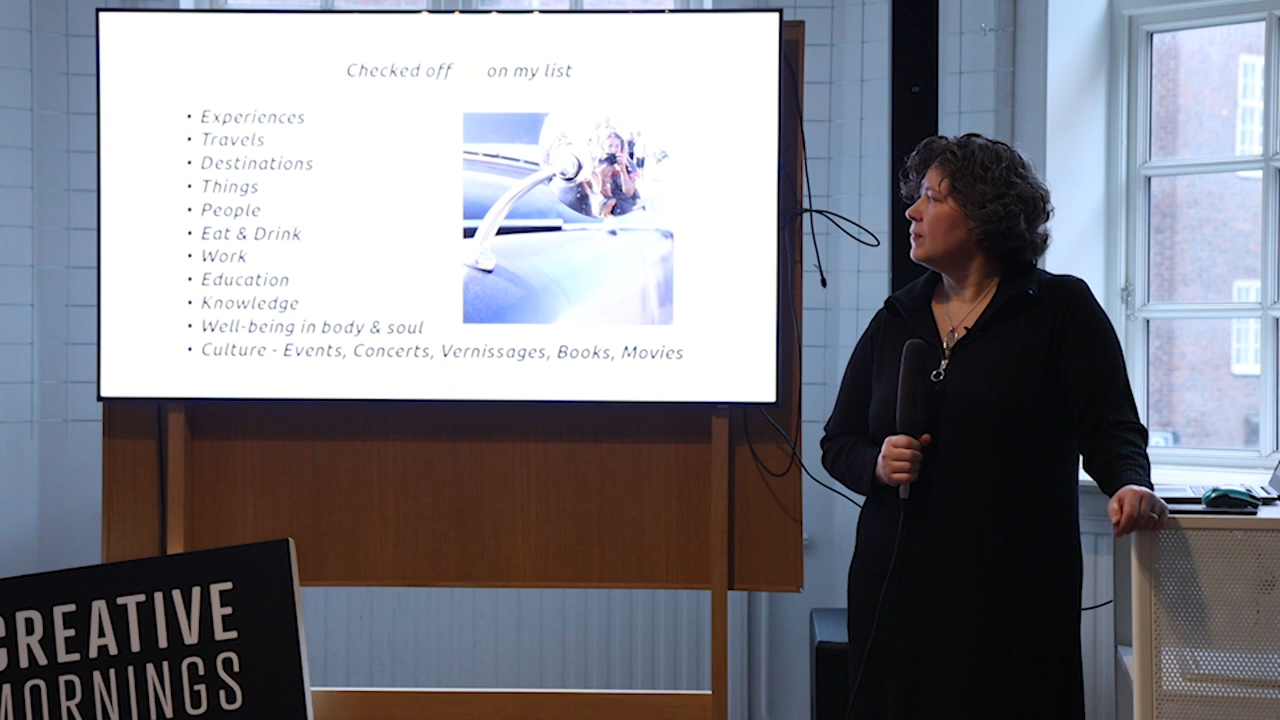 Checked off on my list
• Experiences
• Travels
• Destinations
• Things
• People
• Eat & Drink
• Work
• Education
• Knowledge
• Well-being in body & soul
• Culture - Events, Concerts, Vernissages, Books, Movies
CREATIVE
MORNINGS